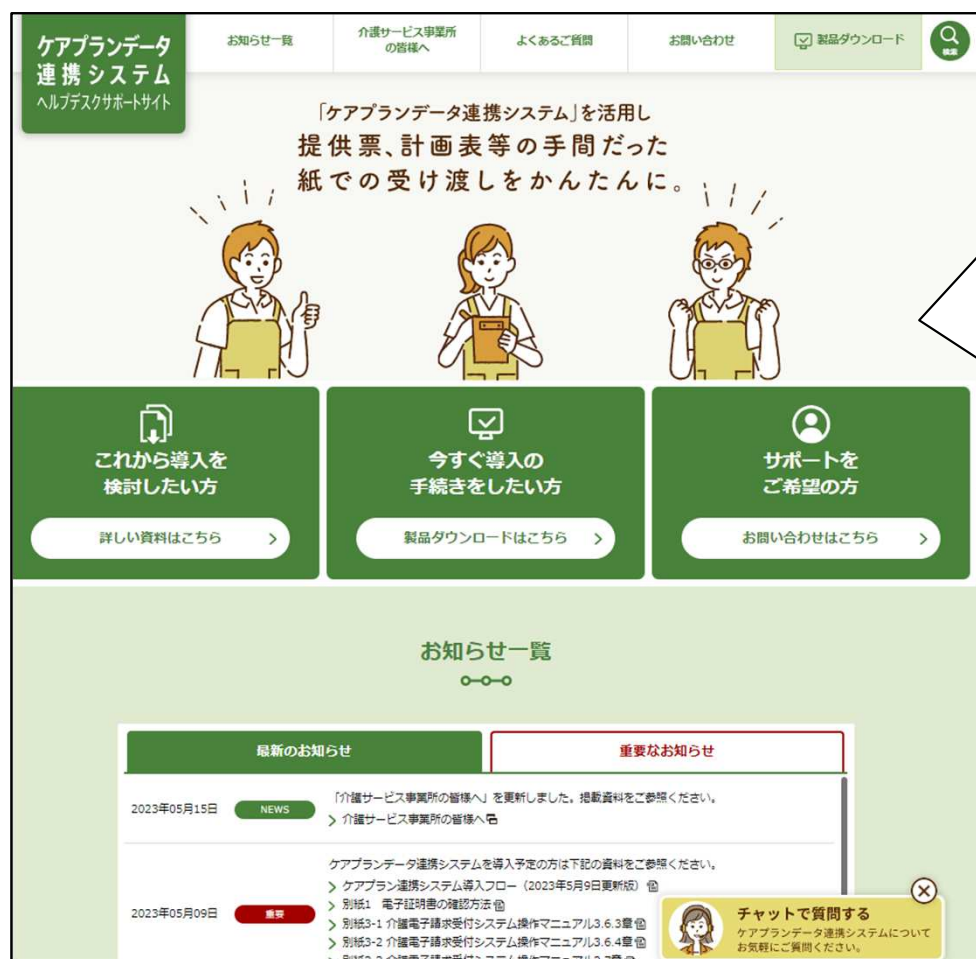 ケアプランデータ
連携システム
ヘルプデスクサポートサイト
お知らせ一覧
介護サービス事業所
の皆様へ
よくあるご質問
お問い合わせ
製品ダウンロード
検索
「ケアプランデータ連携システム」を活用し
提供票、計画表等の手間だった
紙での受け渡しをかんたんに。
これから導入を
検討したい方
詳しい資料はこちら
今すぐ導入の
手続きをしたい方
製品ダウンロードはこちら
サポートを
ご希望の方
お問い合わせはこちら
お知らせ一覧
最新のお知らせ
重要なお知らせ
2023年05月15日
NEWS
「介護サービス事業所の皆様へ」を更新しました。掲載資料をご参照ください。
介護サービス事業所の皆様へ
2023年05月09日
重要
ケアプランデータ連携システムを導入予定の方は下記の資料をご参照ください。
ケアプラン連携システム導入フロー（2023年5月9日更新版）
別紙1 電子証明書の確認方法
別紙3-1 介護電子請求受付システム操作マニュアル3.6.3章
別紙3-2 介護電子請求受付システム操作マニュアル3.6.4章
チャットで質問する
ケアプランデータ連携システムについて
お気軽にご質問ください。